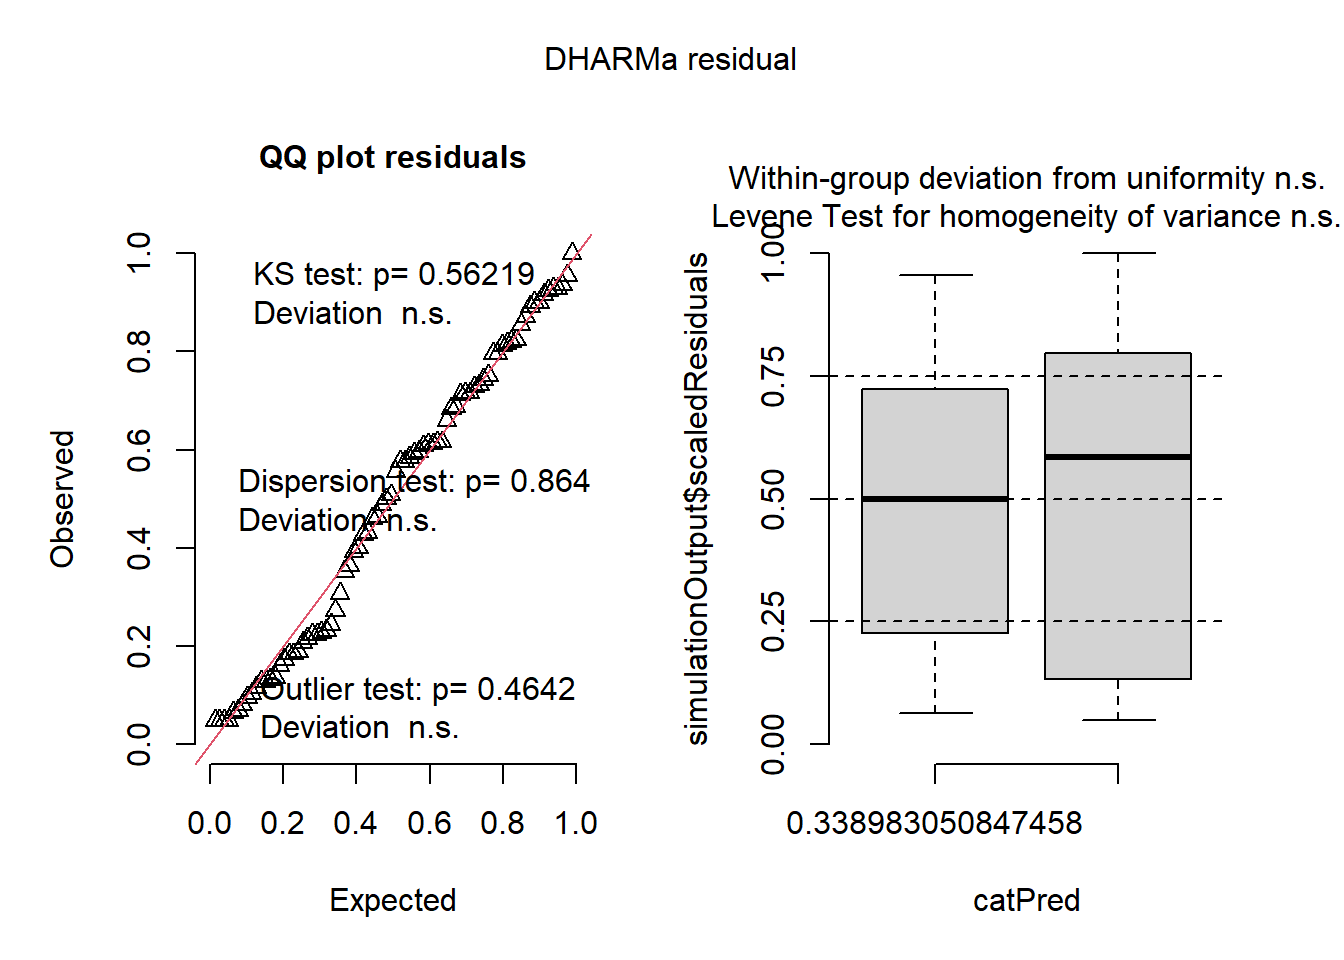 DHARMa residual
QQ plot residuals
KS test: p= 0.56219
Deviation  n.s.
Dispersion test: p= 0.864
Deviation  n.s.
Outlier test: p= 0.4642
Deviation  n.s.
Observed
0.0
0.2
0.4
0.6
0.8
1.0
0.0 0.2 0.4 0.6 0.8 1.0
Expected
Within-group deviation from uniformity n.s.
Levene Test for homogeneity of variance n.s.
simulationOutput$scaledResiduals
0.00
0.25
0.50
0.75
1.00
0.338983050847458
catPred